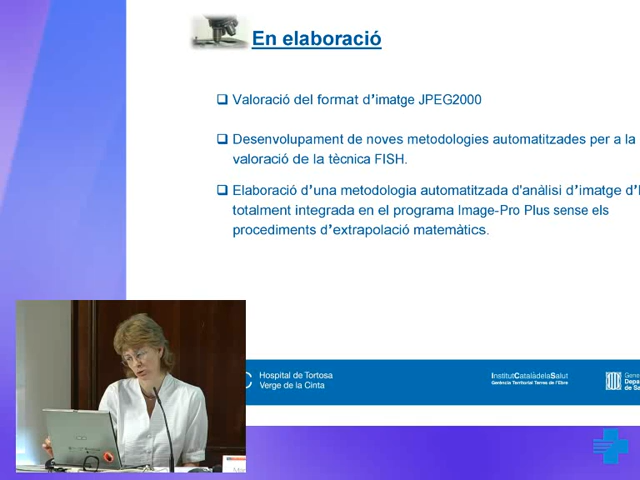 En elaboració
Valoració del format d'imatge JPEG2000
Desenvolupament de noves metodologies automatitzades per a la
valoració de la tècnica FISH.
Elaboració d'una metodologia automatitzada d'anàlisi d'imatge
totalment integrada en el programa Image-Pro Plus sense els
procediments d'extrapolació matemàtics.
Hospital de Tortosa
Verge de la Cinta
InstitutCatalàdelaSalut
Gerència Territorial Terres de l'Ebre